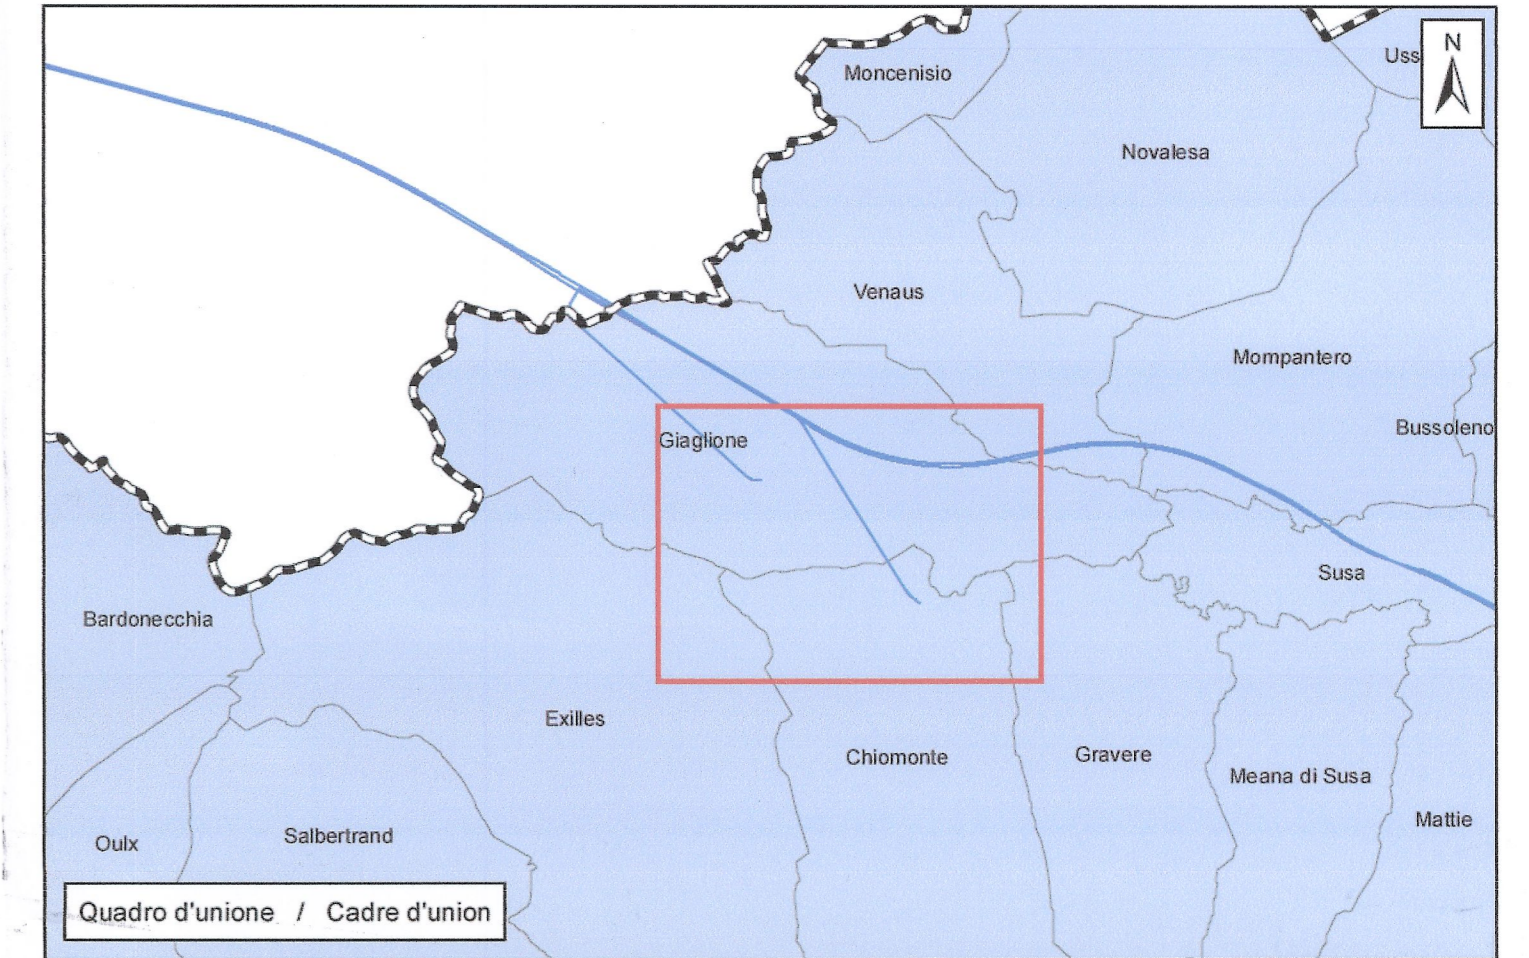 N
Uss
Moncenisio
Novalesa
Venaus
Mompantero
Bussoleno
Giaglione
Susa
Bardonecchia
Exilles
Chiomonte
Gravere
Meana di Susa
Mattie
Oulx
Salbertrand
Quadro d'unione / Cadre d'union